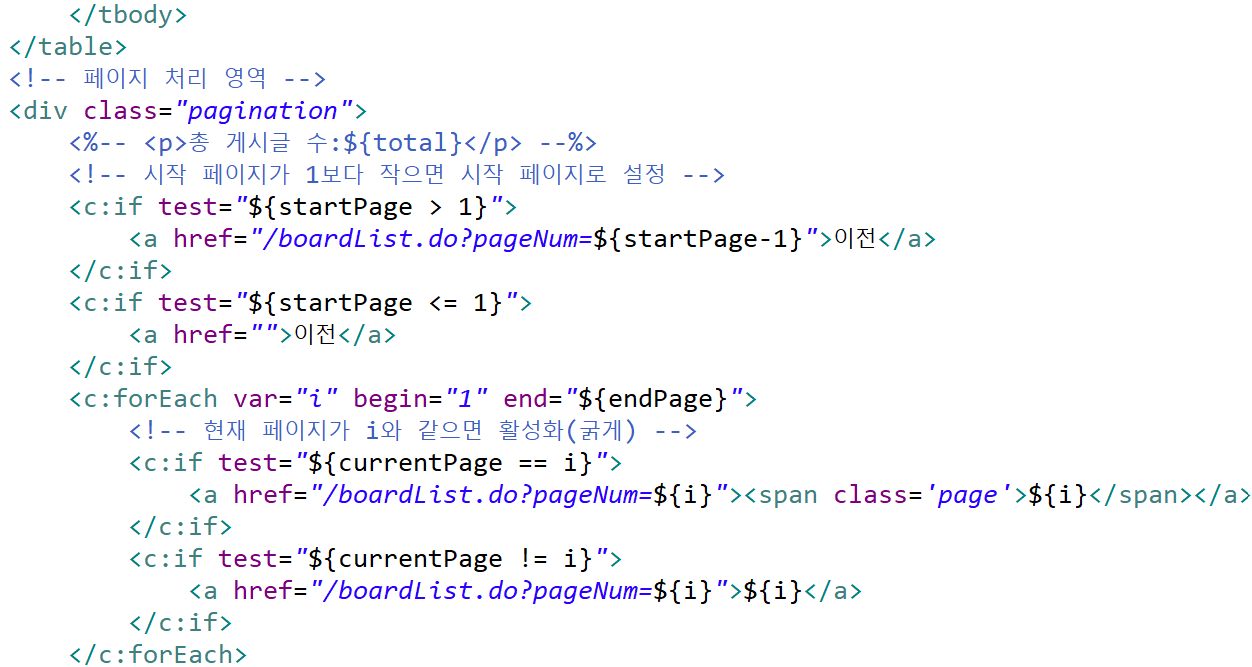 </tbody>
</table>
<!-- 페이지 처리 영역 -->
<div class="pagination">
<%-- <p>총 게시글 수:${total}</p> --%>
<!-- 시작 페이지가 1보다 작으면 시작 페이지로 설정 -->
<c:if test="${startPage > 1}">
<a href="/boardList.do?pageNum=${startPage-1}">이전</a>
</c:if>
<c:if test="${startPage <= 1}">
<a href="">이전</a>
</c:if>
<c:forEach var="i" begin="1" end="${endPage}">
<!-- 현재 페이지가 i와 같으면 활성화(굵게) -->
<c:if test="${currentPage == i}">
<a href="/boardList.do?pageNum=${i}"><span class='page'>${i}</span></a>
</c:if>
<c:if test="${currentPage != i}">
<a href="/boardList.do?pageNum=${i}">${i}</a>
</c:if>
</c:forEach>